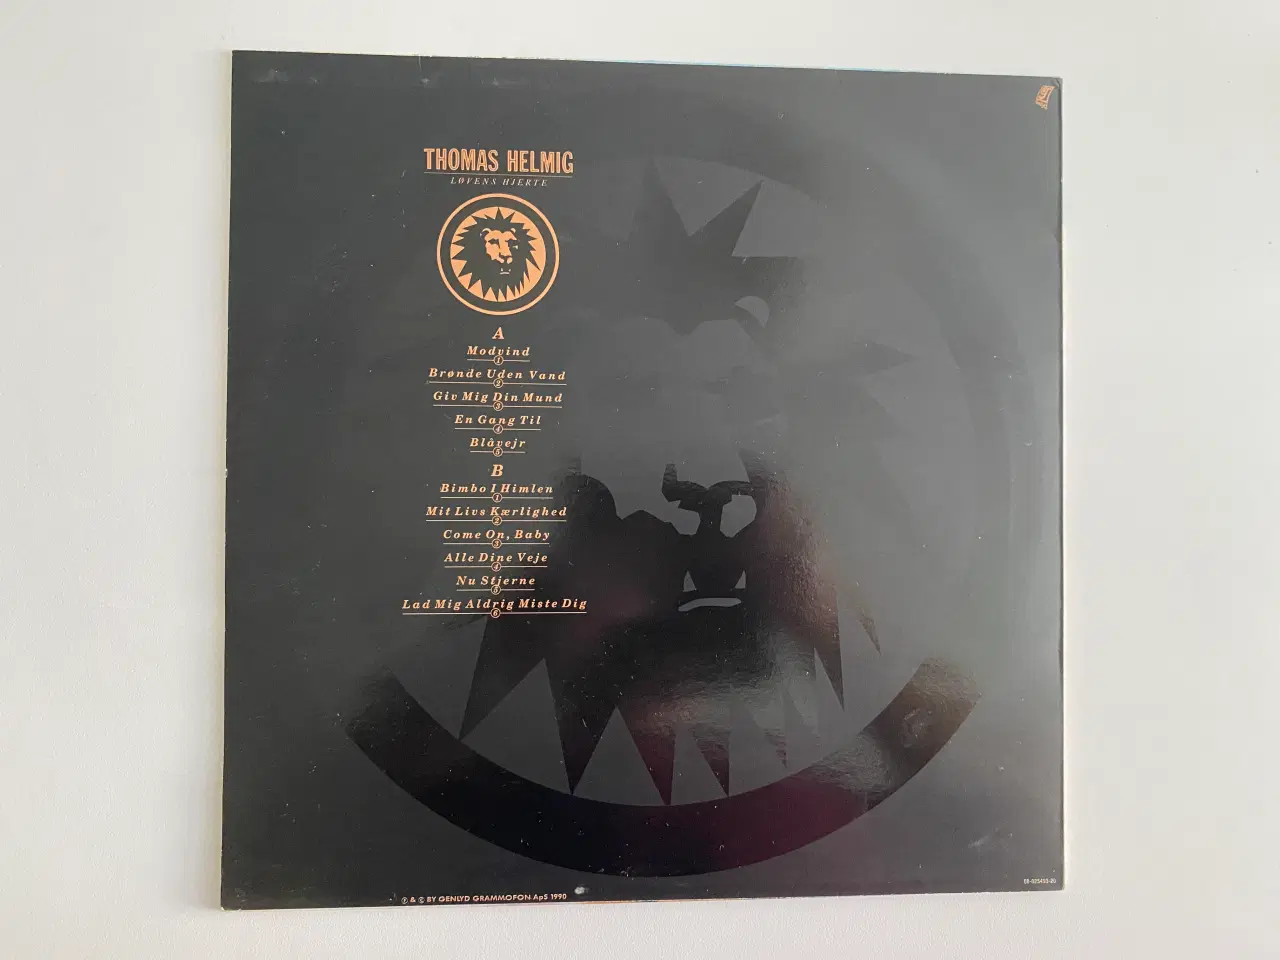 THOMAS HELMIG
LØVENS HJERTE
A
Modvind
1
Brønde Uden Vand
2
Giv Mig Din Mund
3
En Gang Til
4
Blåvejr
5
B
Bimbo I Himlen
1
Mit Livs Kærlighed
2
Come On, Baby
3
Alle Dine Veje
4
Nu Stjerne
5
Lad Mig Aldrig Miste Dig
6
℗ & © BY GENLYD GRAMMOFON ApS 1990